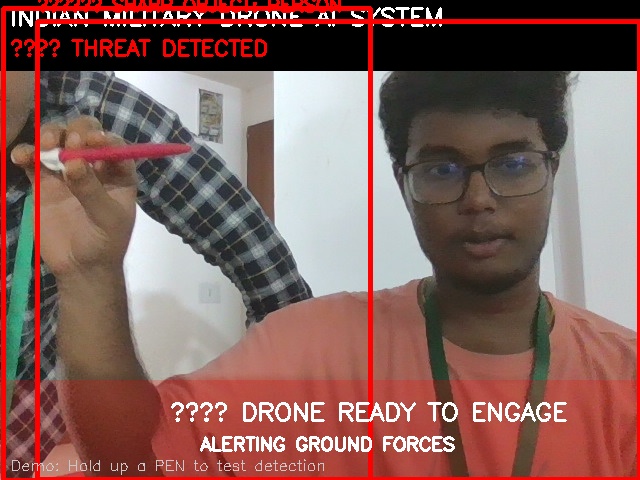 ?????? SHARP OBJECT PERSON
INDIAN MILITARY DRONE AI SYSTEM
???? THREAT DETECTED
???? DRONE READY TO ENGAGE
ALERTING GROUND FORCES
Demo: Hold up a PEN to test detection